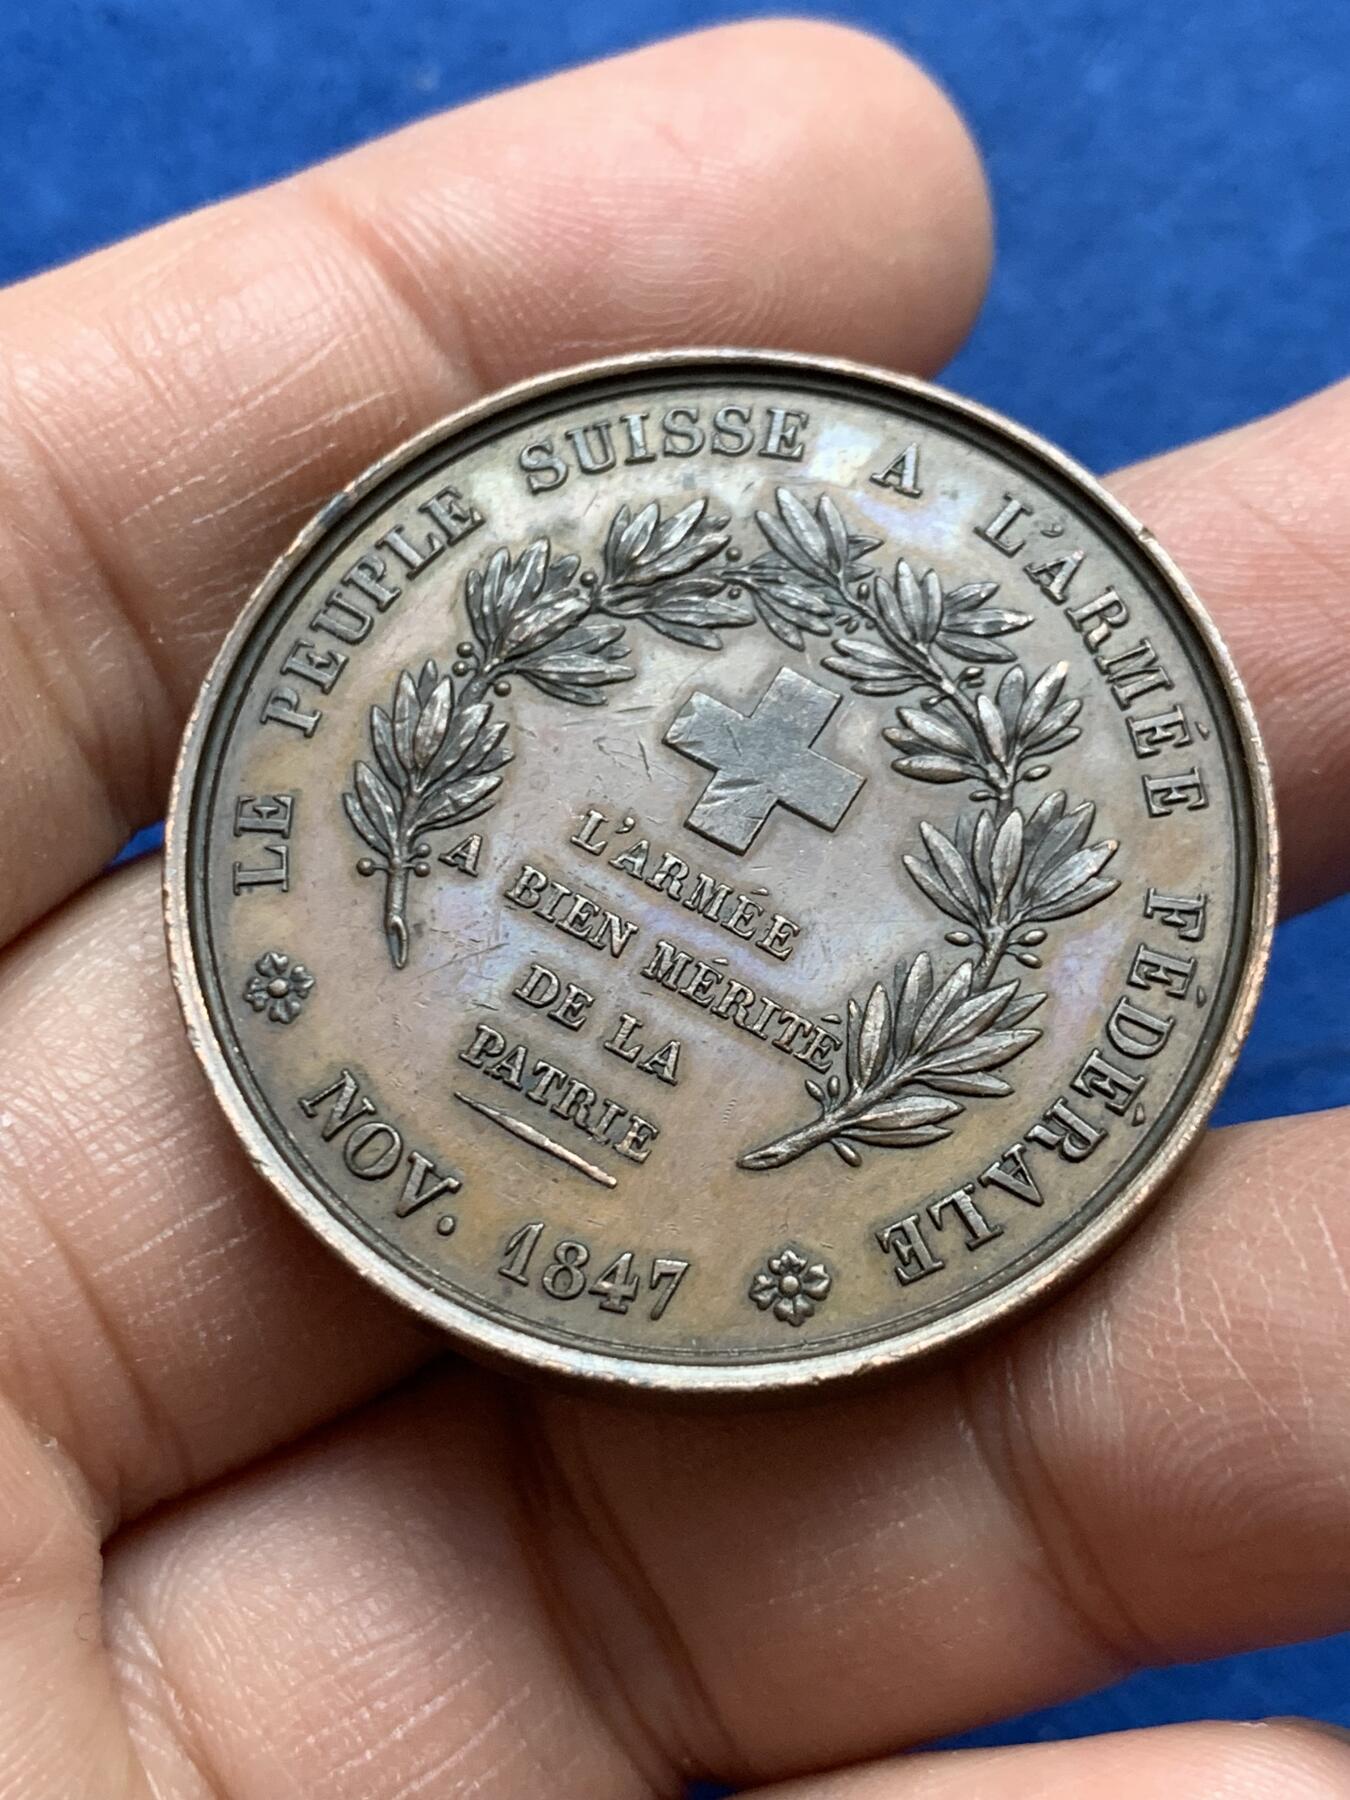 LE PEUPLE SUISSE A L'ARMÉE FÉDÉRALE
L'ARMÉE
A BIEN MÉRITÉ
DE LA
PATRIE
NOV. 1847